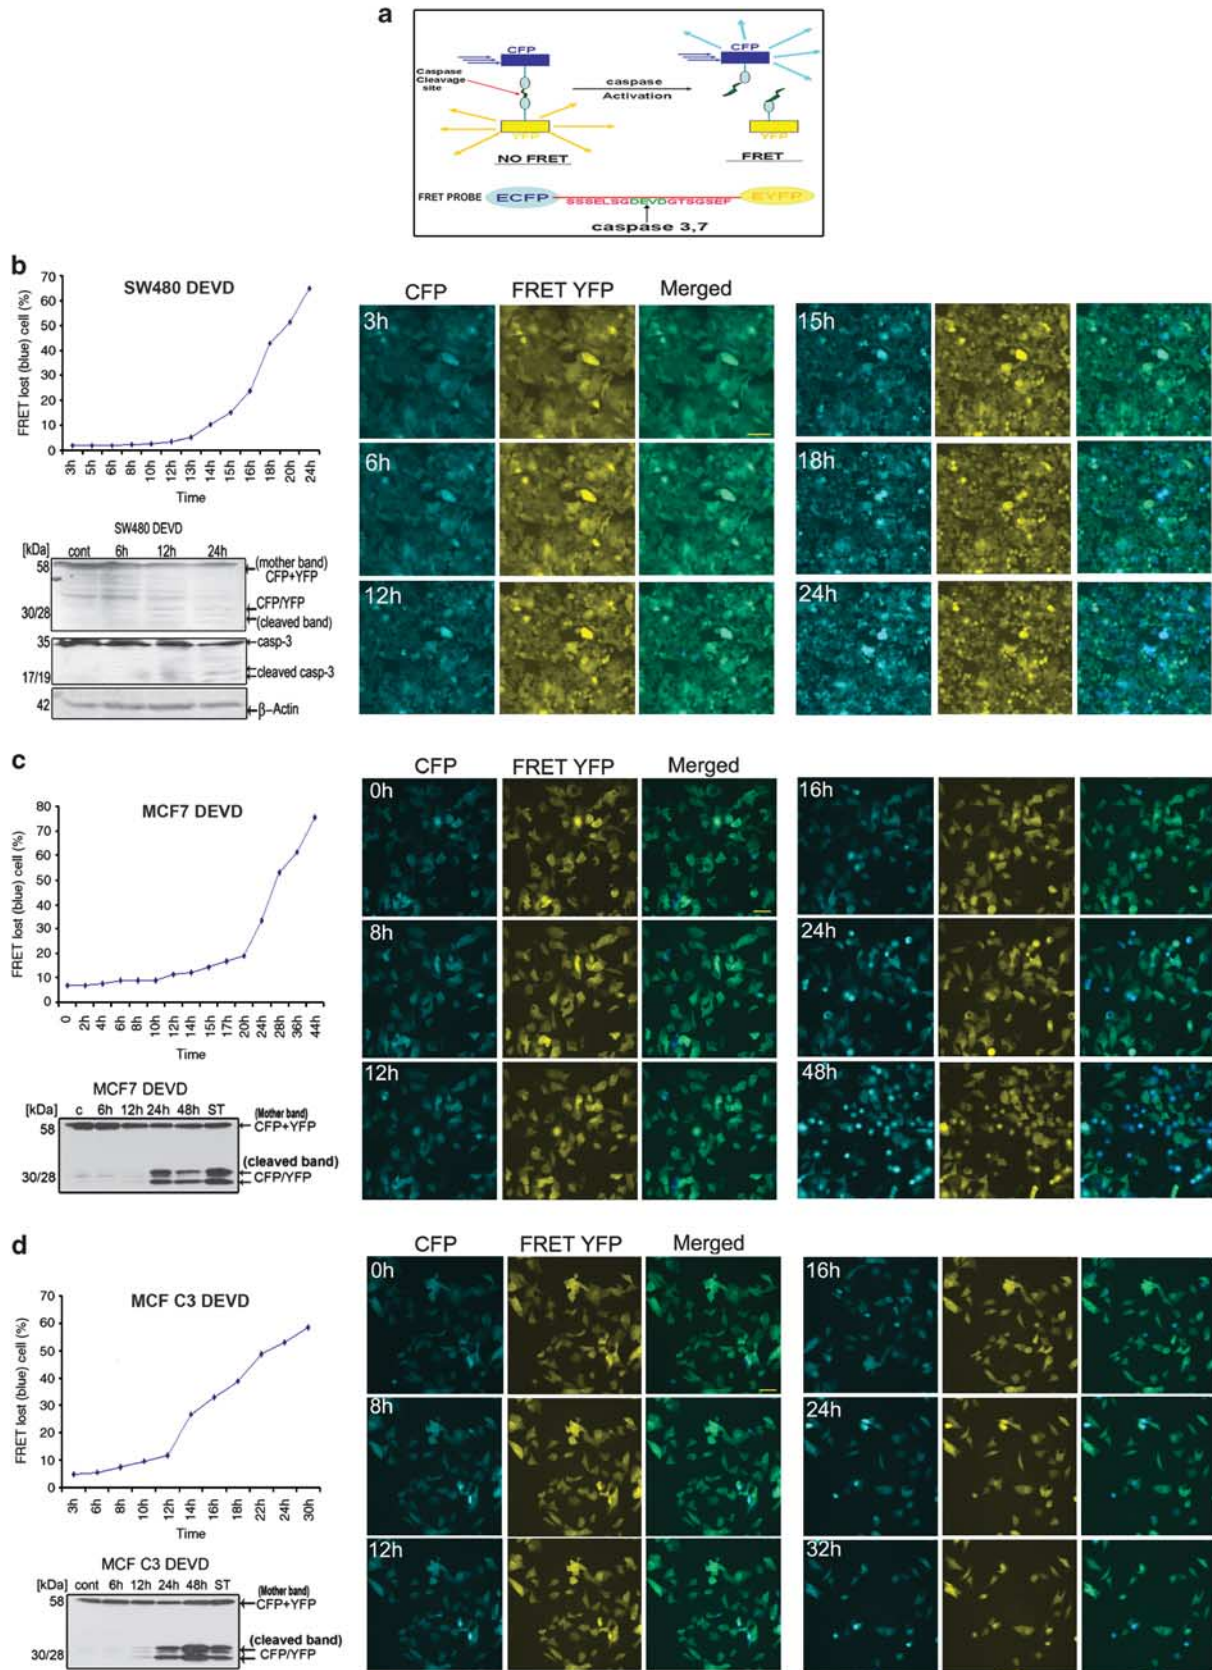 a
CFP
Caspase
Cleavage
site
YFP
NO FRET
caspase
Activation
CFP
YFP
FRET
FRET PROBE
ECFP
SSSELSGDEVDGTSGSEF
EYFP
caspase 3,7
b
SW480 DEVD
FRET lost (blue) cell (%)
70
60
50
40
30
20
10
0
3h 5h 6h 8h 10h 12h 13h 14h 15h 16h 18h 20h 24h
Time
SW480 DEVD
[kDa] cont 6h 12h 24h
58
(mother band)
CFP+YFP
CFP/YFP
30/28
(cleaved band)
35
casp-3
cleaved casp-3
17/19
42
β-Actin
CFP FRET YFP Merged
3h
6h
12h
15h
18h
24h
c
MCF7 DEVD
FRET lost (blue) cell (%)
80
70
60
50
40
30
20
10
0
0 2h 4h 6h 8h 10h 12h 14h 15h 17h 20h 24h 28h 36h 44h
Time
MCF7 DEVD
[kDa] c 6h 12h 24h 48h ST
58
(Mother band)
CFP+YFP
(cleaved band)
30/28
CFP/YFP
CFP FRET YFP Merged
0h
8h
12h
16h
24h
48h
d
MCF C3 DEVD
FRET lost (blue) cell (%)
70
60
50
40
30
20
10
0
3h 6h 8h 10h 12h 14h 16h 18h 22h 24h 30h
Time
MCF C3 DEVD
[kDa] cont 6h 12h 24h 48h ST
58
(Mother band)
CFP+YFP
(cleaved band)
30/28
CFP/YFP
CFP FRET YFP Merged
0h
8h
12h
16h
24h
32h